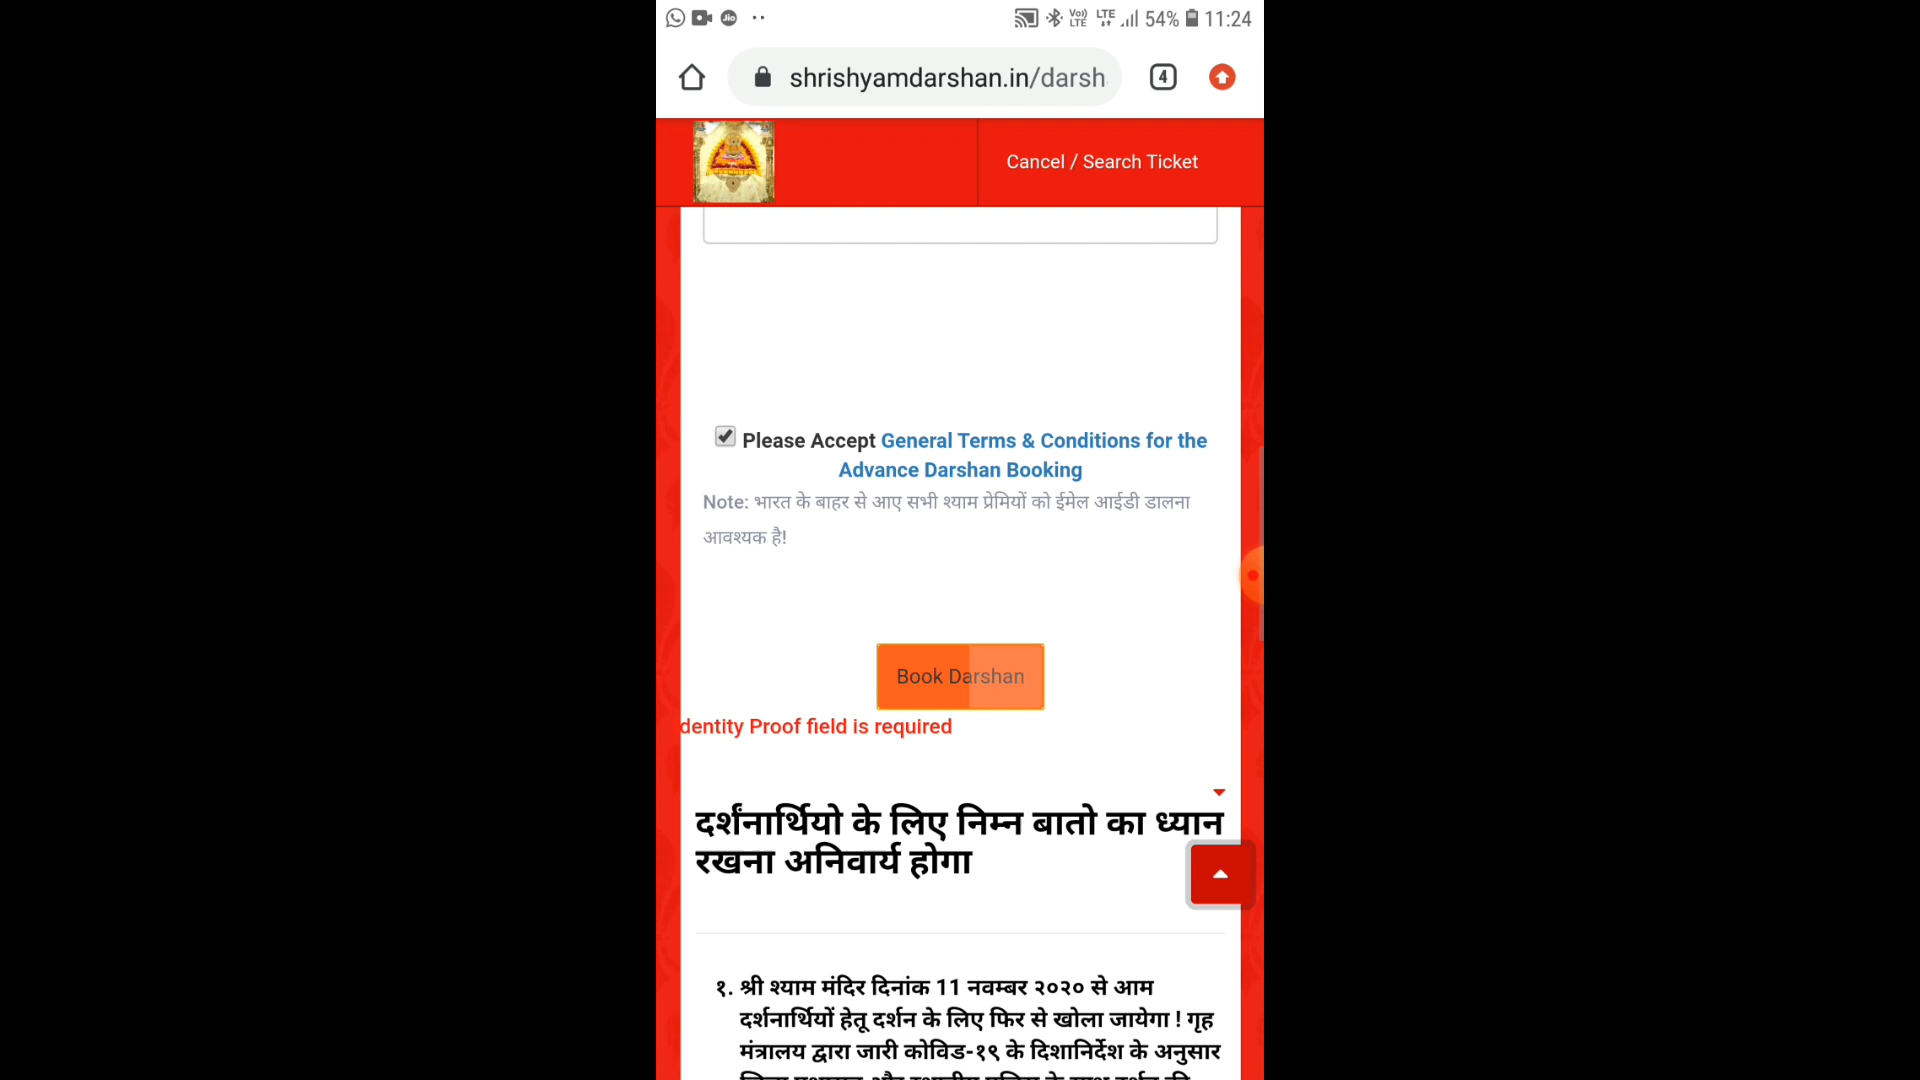 54% 11:24
shrishyamdarshan.in/darsh
4
Cancel / Search Ticket
Please Accept General Terms & Conditions for the
Advance Darshan Booking
Note: भारत के बाहर से आए सभी श्याम प्रेमियों को ईमेल आईडी डालना
आवश्यक है!
Book Darshan
dentity Proof field is required
दर्शंनार्थियो के लिए निम्न बातो का ध्यान
रखना अनिवार्य होगा
१. श्री श्याम मंदिर दिनांक 11 नवम्बर २०२० से आम
दर्शनार्थियों हेतू दर्शन के लिए फिर से खोला जायेगा ! गृह
मंत्रालय द्वारा जारी कोविड-१९ के दिशानिर्देश के अनुसार